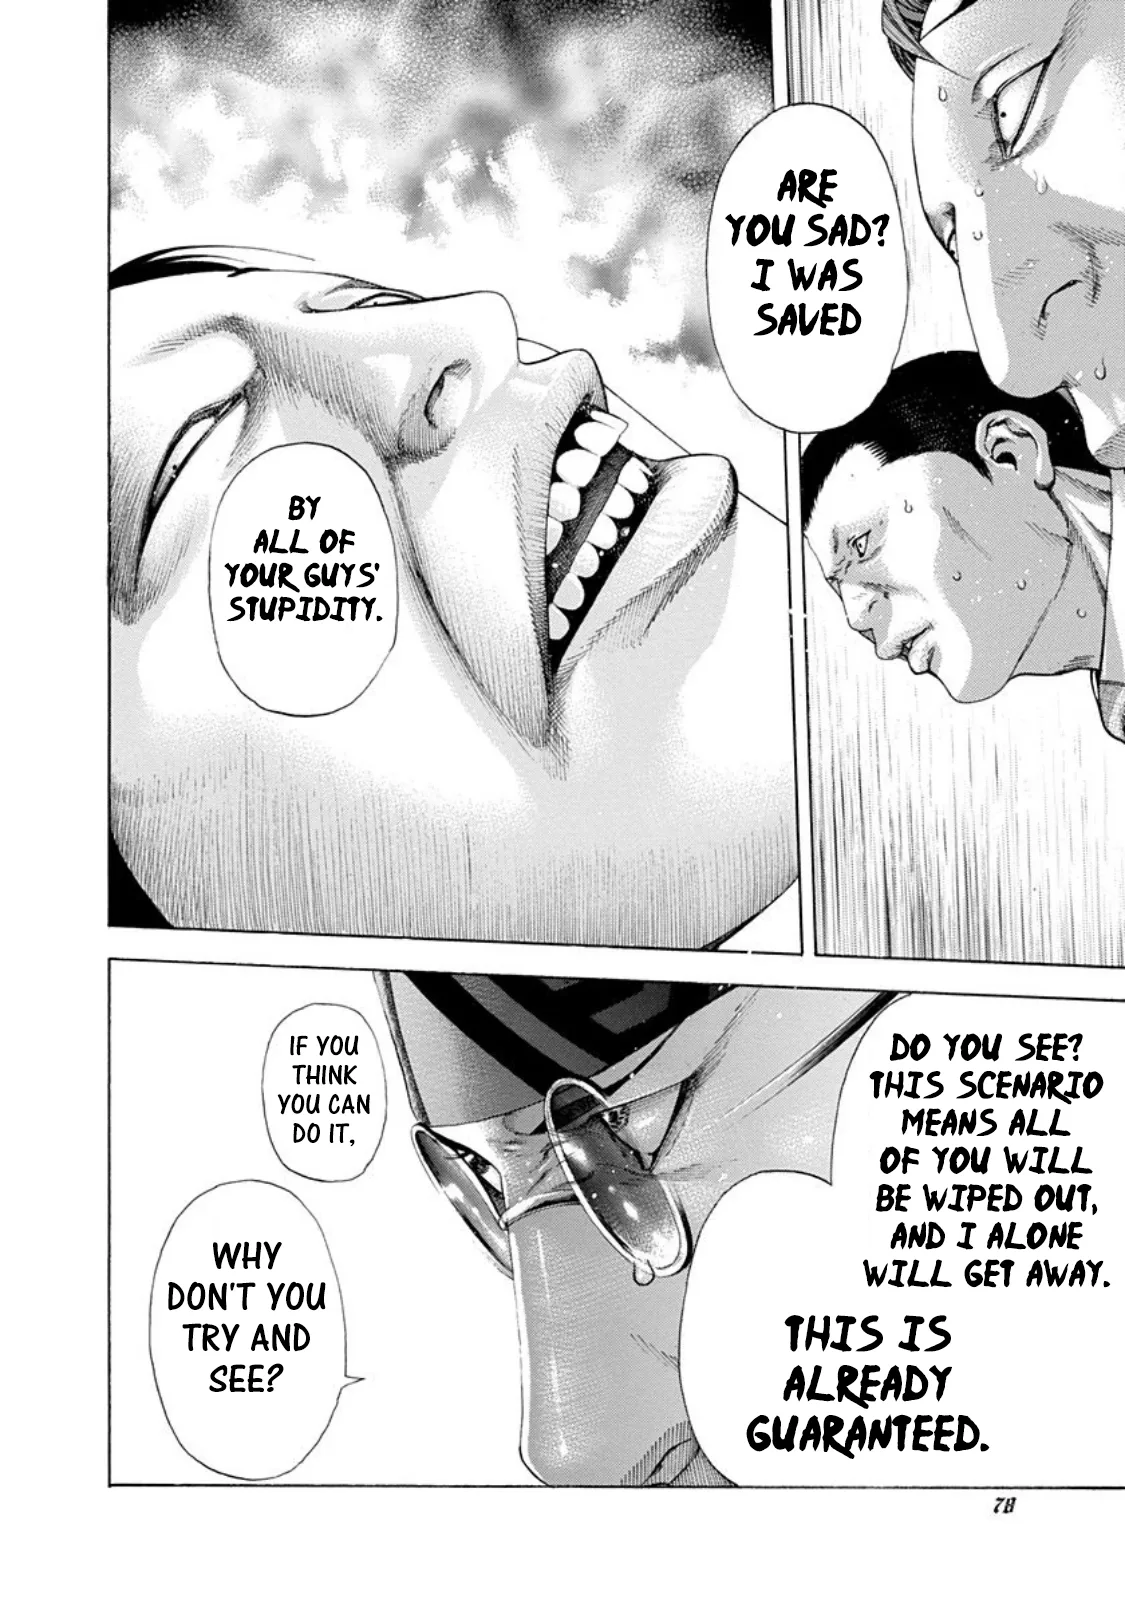 ARE
YOU SAD?
I WAS
SAVED
BY
ALL OF
YOUR GUYS'
STUPIDITY.
DO YOU SEE?
THIS SCENARIO
MEANS ALL
OF YOU WILL
BE WIPED OUT,
AND I ALONE
WILL GET AWAY.
THIS IS
ALREADY
GUARANTEED.
IF YOU
THINK
YOU CAN
DO IT,
WHY
DON'T YOU
TRY AND
SEE?
78